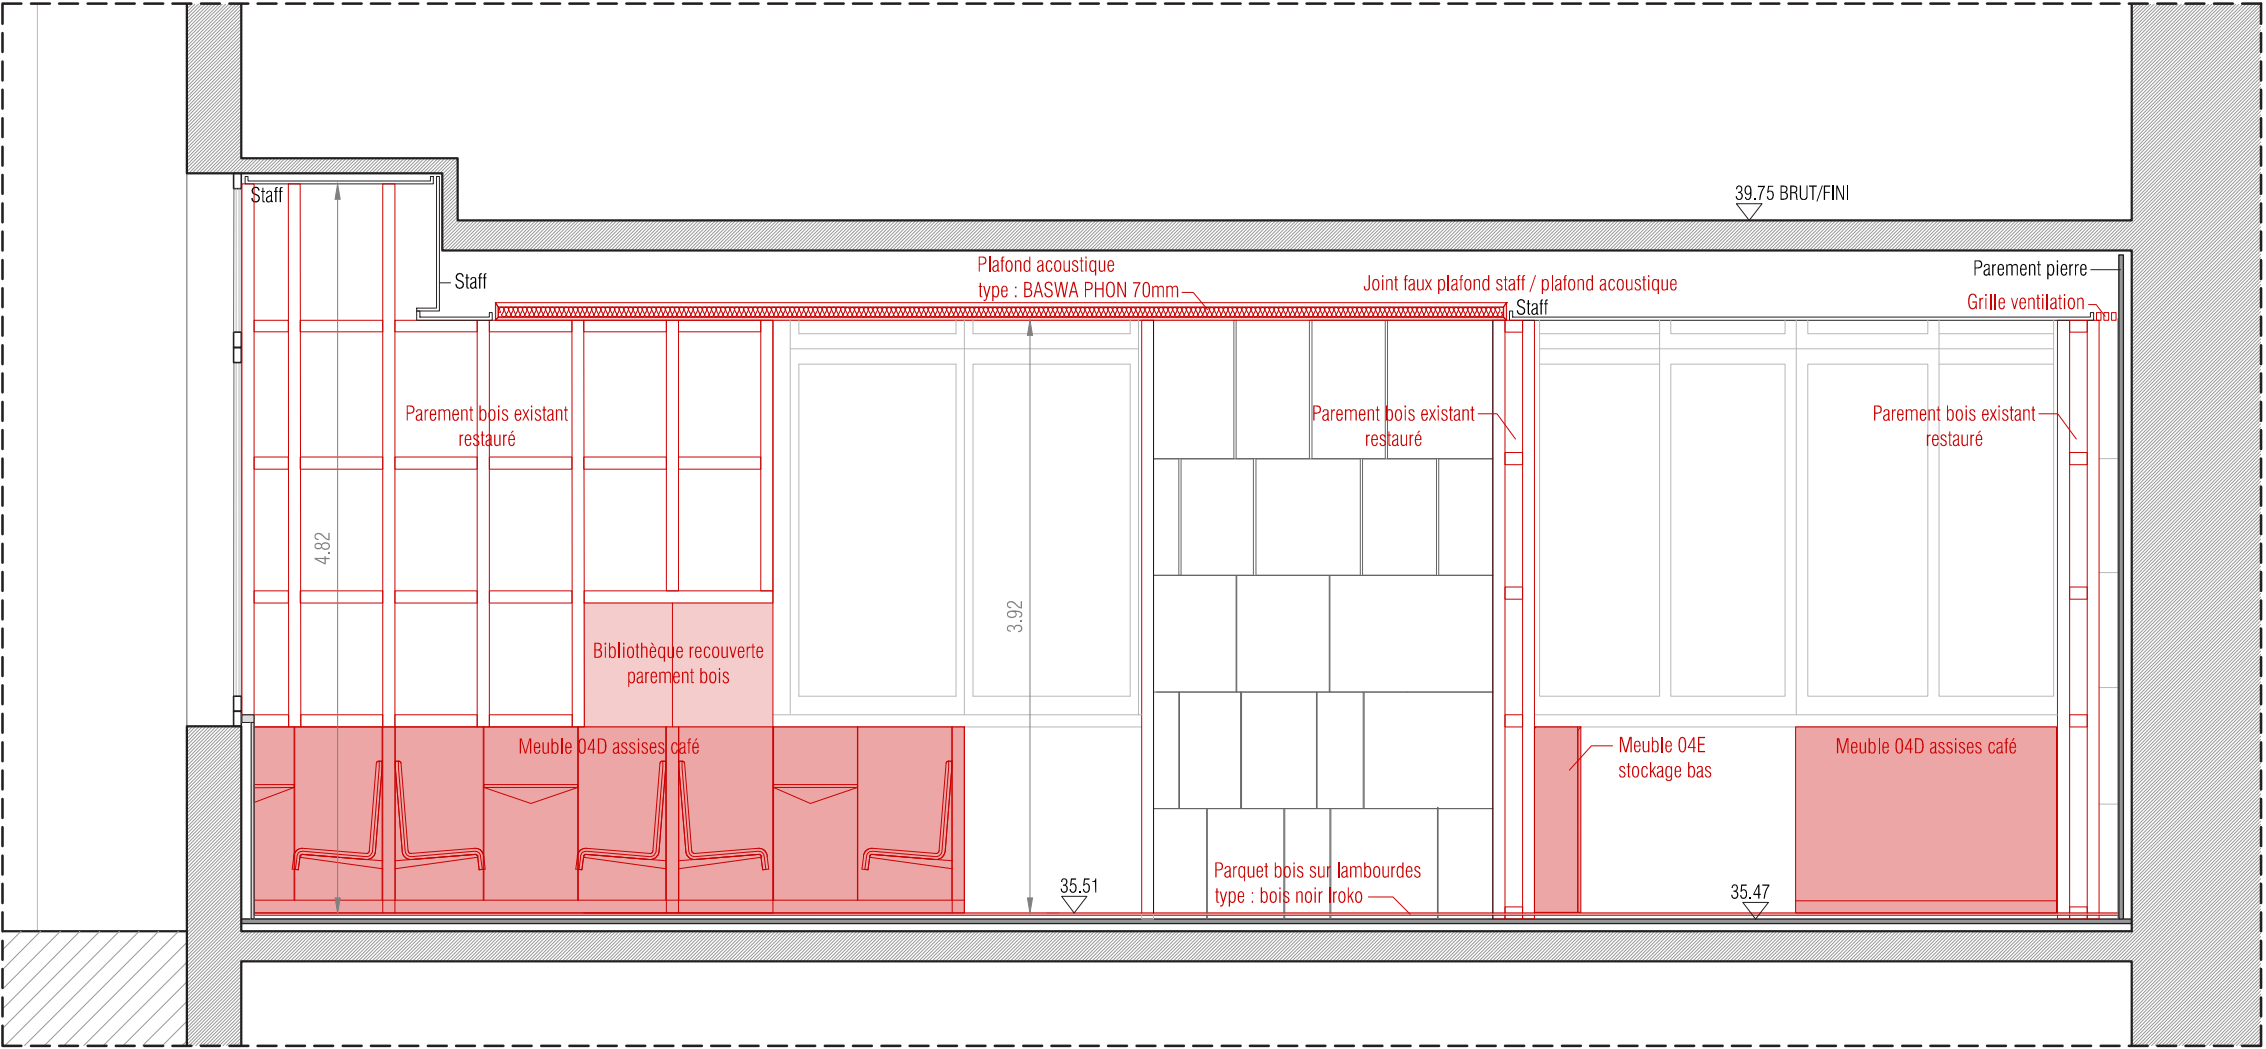 Staff
39.75 BRUT/FINI
Staff
Plafond acoustique
type : BASWA PHON 70mm
Joint faux plafond staff / plafond acoustique
Staff
Parement pierre
Grille ventilation
Parement bois existant
restauré
Parement bois existant
restauré
Parement bois existant
restauré
4.82
3.92
Bibliothèque recouverte
parement bois
Meuble 04D assises café
Meuble 04E
stockage bas
Meuble 04D assises café
Parquet bois sur lambourdes
type : bois noir Iroko
35.51
35.47